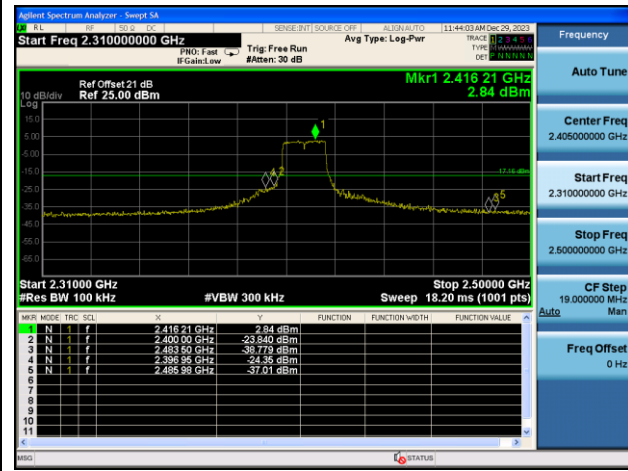 Agilent Spectrum Analyzer - Swept SA
RL RF 50 Ω DC SENSE:INT SOURCE OFF ALIGN AUTO 11:44:03 AM Dec 29, 2023
Start Freq 2.310000000 GHz
PNO: Fast
IFGain:Low
Trig: Free Run
#Atten: 30 dB
Avg Type: Log-Pwr
TRACE 1 2 3 4 5 6
TYPE M
DET P N N N N N
Ref Offset 21 dB
Ref 25.00 dBm
10 dB/div
Log
Mkr1 2.416 21 GHz
2.84 dBm
15.0
5.00
-5.00
-15.0
-25.0
-35.0
-45.0
-55.0
-65.0
1
2
5
-17.16 dBm
Start 2.31000 GHz
Stop 2.50000 GHz
#Res BW 100 kHz
#VBW 300 kHz
Sweep 18.20 ms (1001 pts)
MKR MODE TRC SCL X Y FUNCTION FUNCTION WIDTH FUNCTION VALUE
1 N 1 f 2.416 21 GHz 2.84 dBm
2 N 1 f 2.400 00 GHz -23.840 dBm
3 N 1 f 2.483 50 GHz -38.779 dBm
4 N 1 f 2.396 95 GHz -24.35 dBm
5 N 1 f 2.485 98 GHz -37.01 dBm
6
7
8
9
10
11
MSG
STATUS
Frequency
Auto Tune
Center Freq
2.405000000 GHz
Start Freq
2.310000000 GHz
Stop Freq
2.500000000 GHz
CF Step
19.000000 MHz
Auto Man
Freq Offset
0 Hz